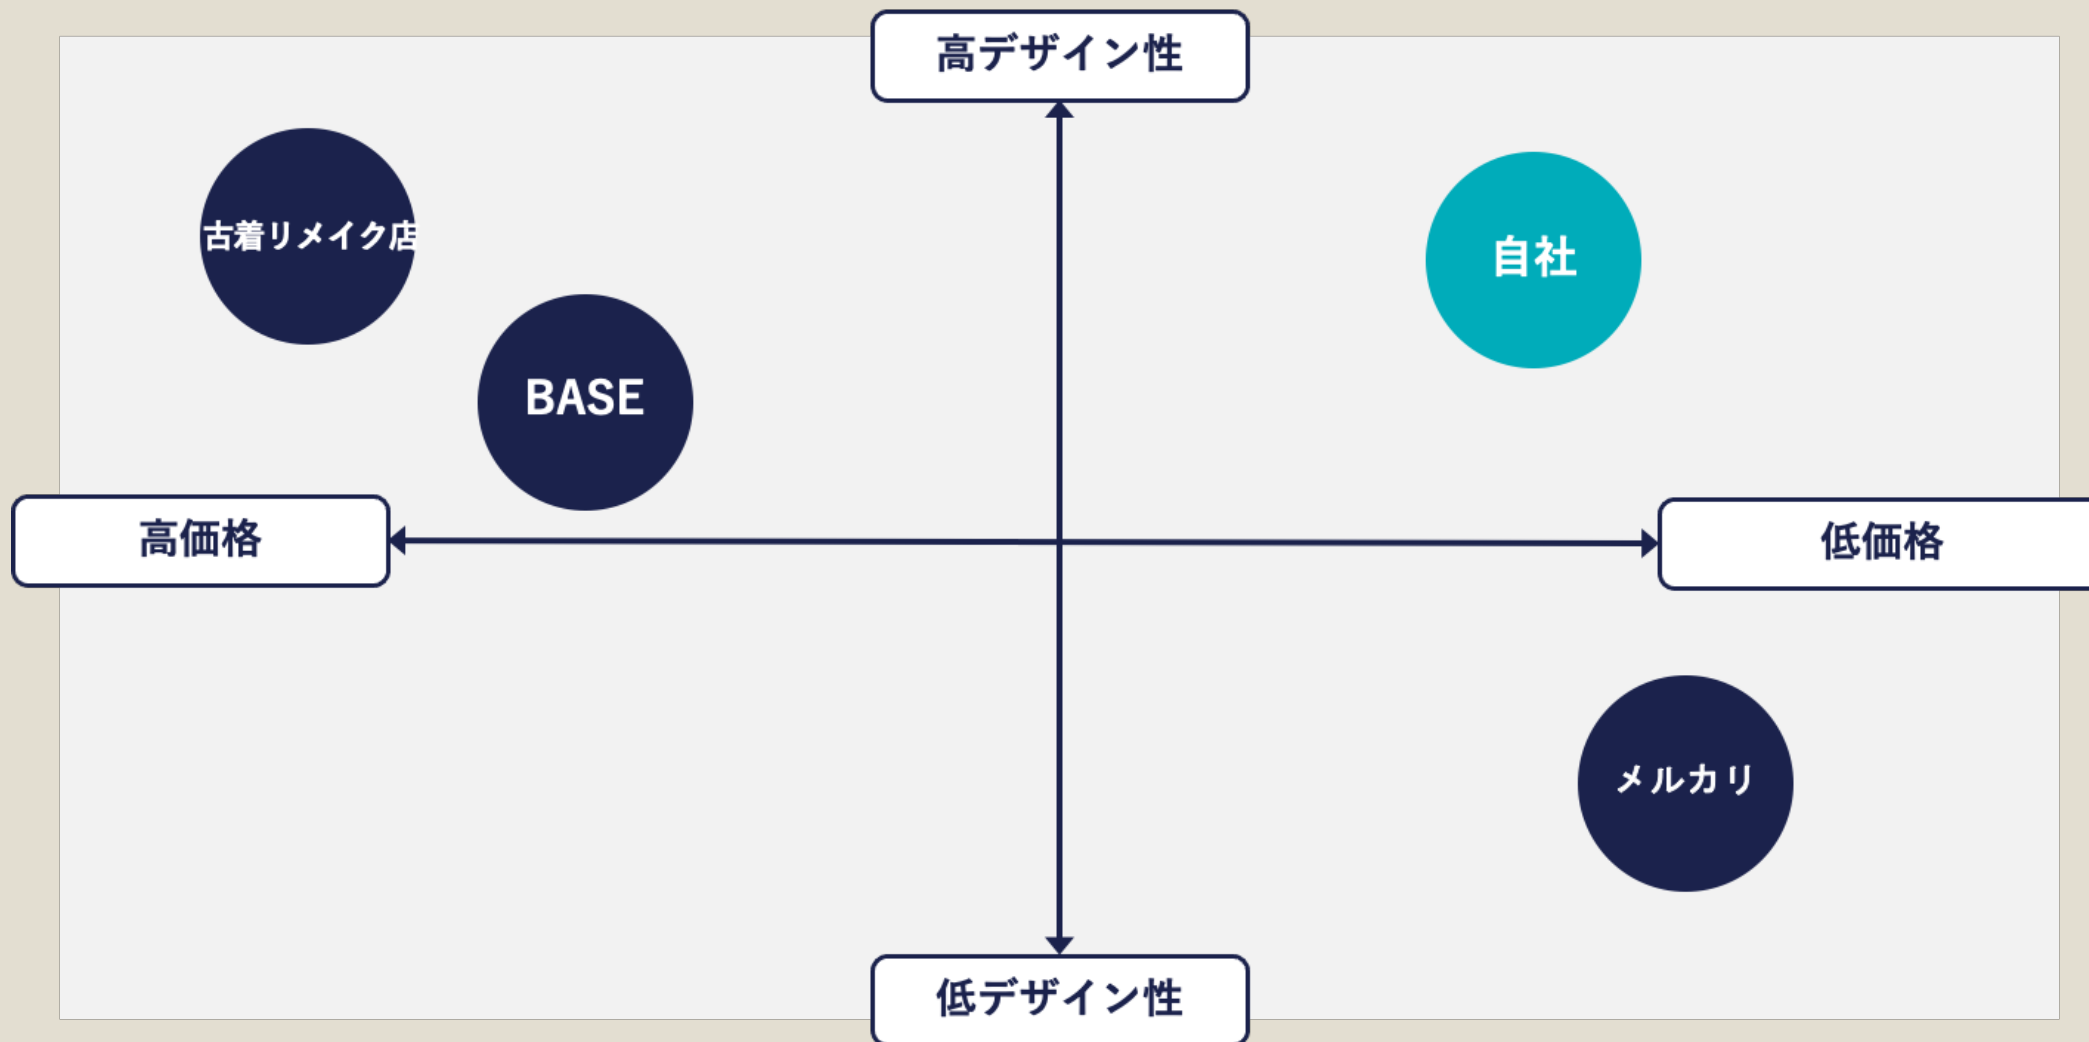 高デザイン性
古着リメイク店
自社
BASE
高価格
低価格
メルカリ
低デザイン性